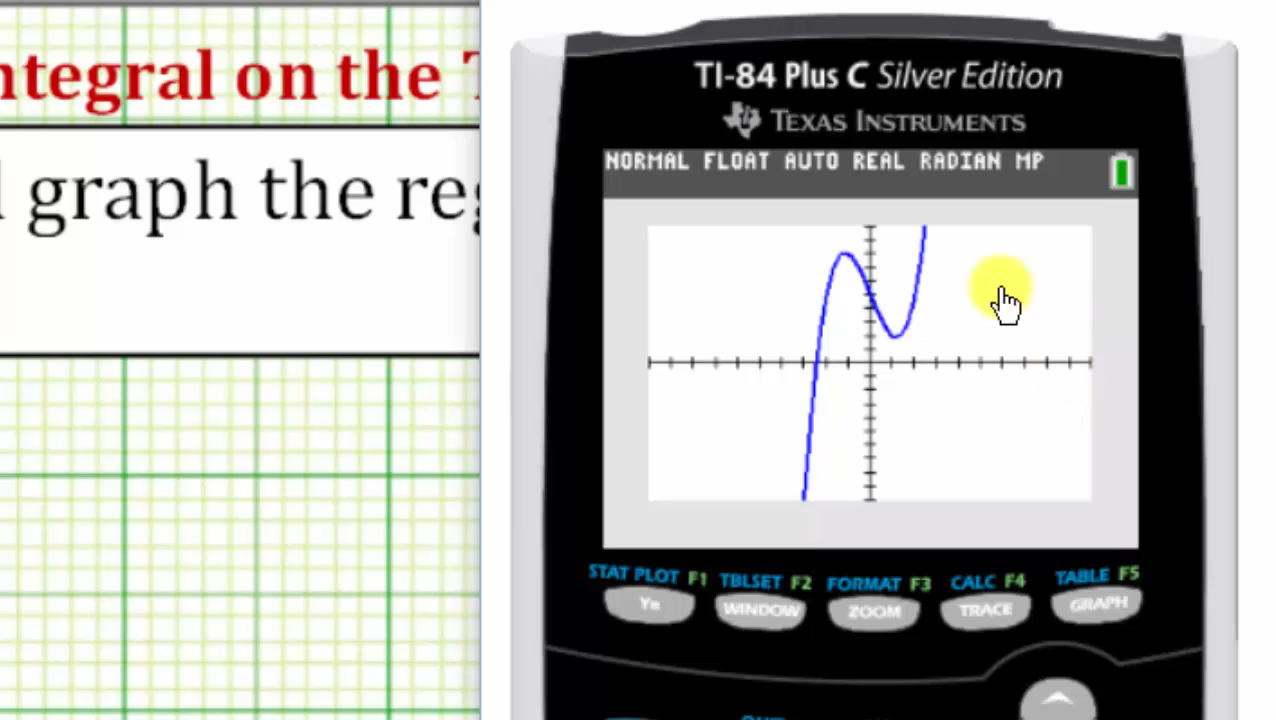 ntegral on the
graph the reg
TI-84 Plus C Silver Edition
TEXAS INSTRUMENTS
NORMAL FLOAT AUTO REAL RADIAN MP
STAT PLOT F1 TBLSET F2 FORMAT F3 CALC F4 TABLE F5
Y= WINDOW ZOOM TRACE GRAPH